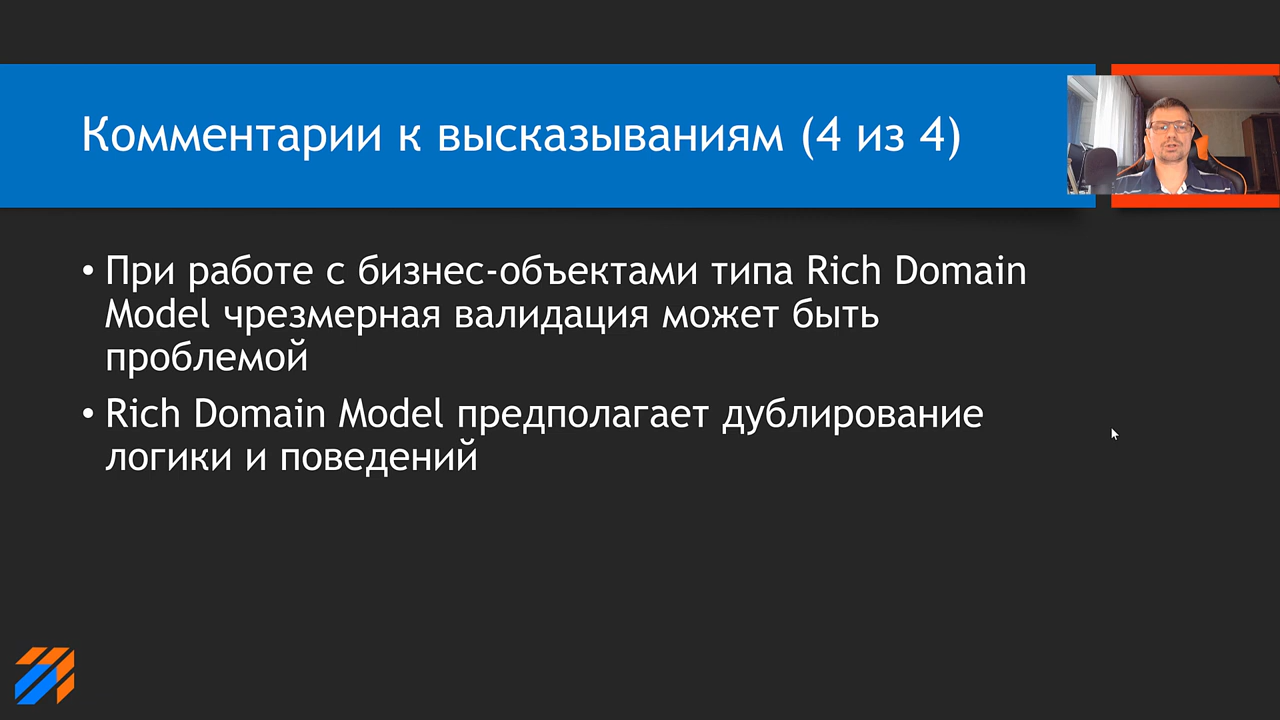 Комментарии к высказываниям (4 из 4)
• При работе с бизнес-объектами типа Rich Domain
Model чрезмерная валидация может быть
проблемой
• Rich Domain Model предполагает дублирование
логики и поведений